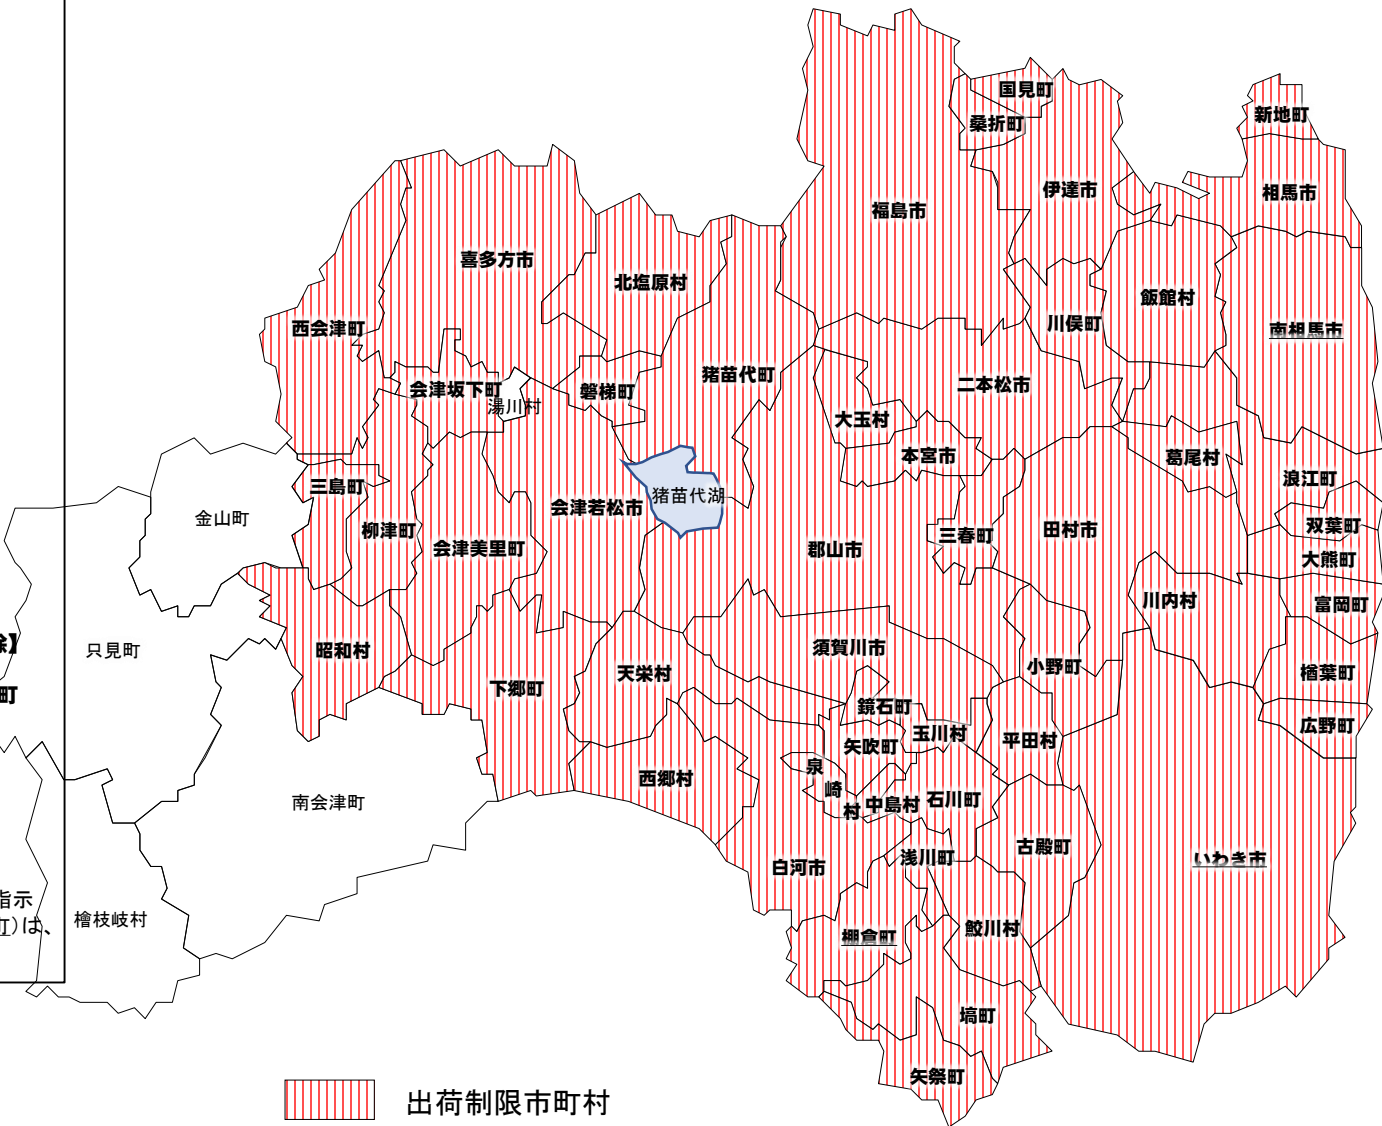 国見町
桑折町
新地町
伊達市
相馬市
福島市
喜多方市
北塩原村
飯館村
西会津町
川俣町
南相馬市
猪苗代町
二本松市
会津坂下町
磐梯町
湯川村
大玉村
本宮市
葛尾村
浪江町
三島町
猪苗代湖
会津若松市
金山町
柳津町
双葉町
三春町
田村市
会津美里町
郡山市
大熊町
川内村
富岡町
除】
只見町
昭和村
須賀川市
小野町
天栄村
楢葉町
町
下郷町
鏡石町
広野町
玉川村
矢吹町
平田村
泉
崎
村
西郷村
南会津町
中島村
石川町
古殿町
浅川町
いわき市
白河市
指示
町)は、
檜枝岐村
棚倉町
鮫川村
塙町
矢祭町
出荷制限市町村